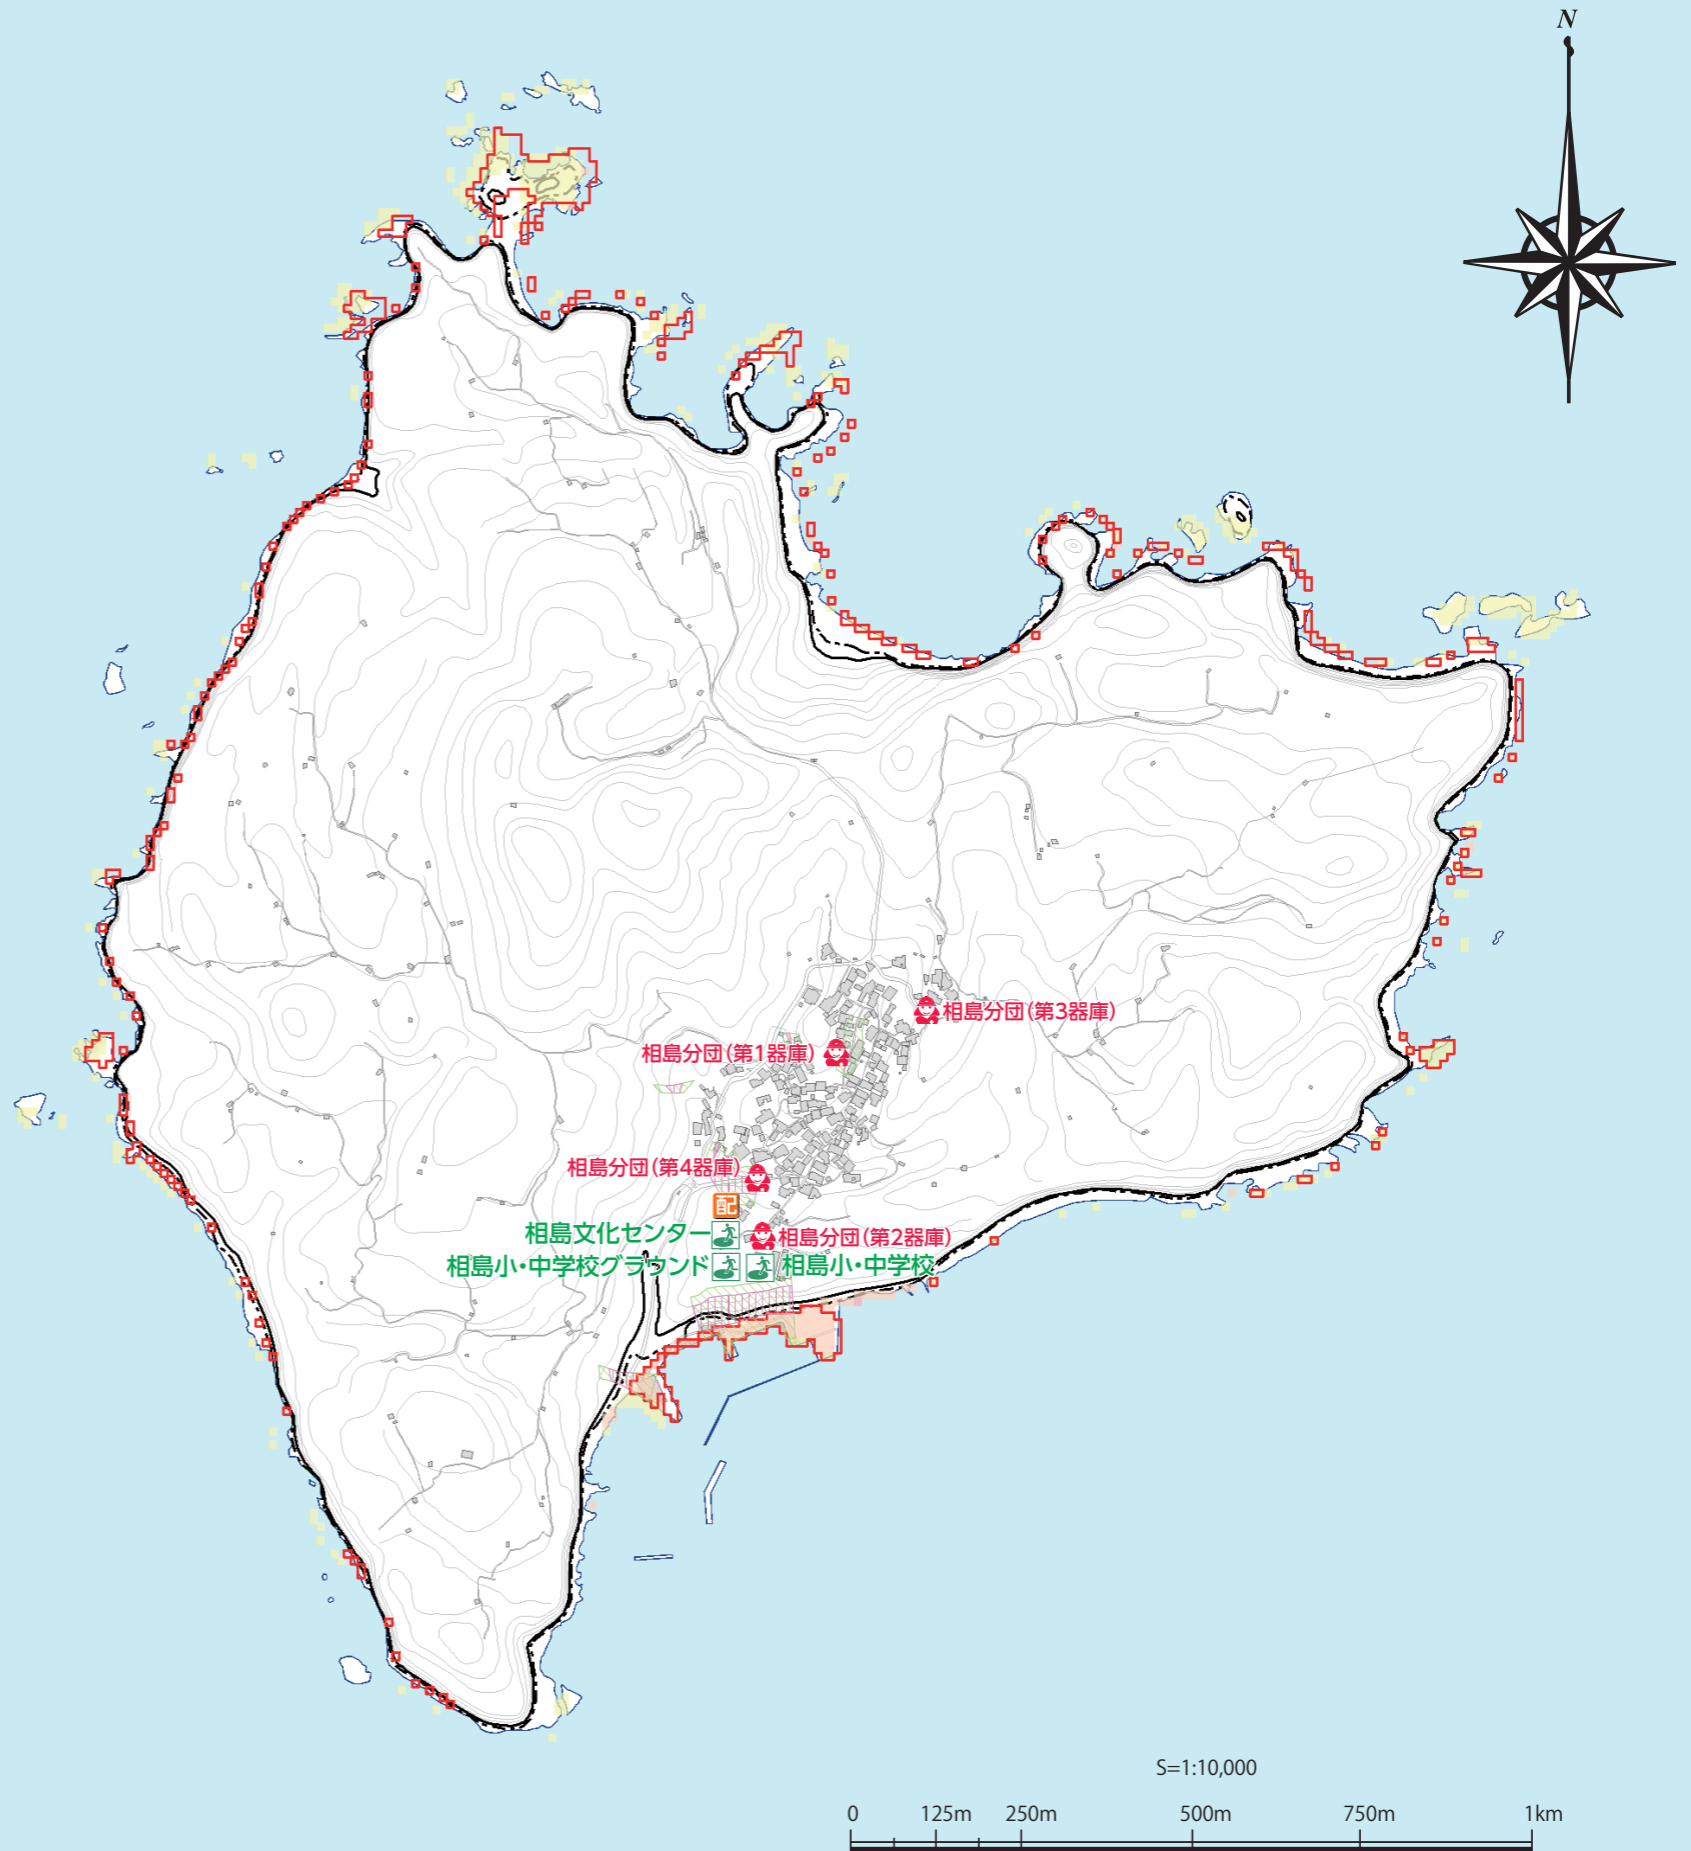 N
相島分団(第3器庫)
相島分団(第1器庫)
相島分団(第4器庫)
配
相島文化センター
相島分団(第2器庫)
相島小・中学校グラウンド
相島小・中学校
S=1:10,000
0 125m 250m 500m 750m 1km